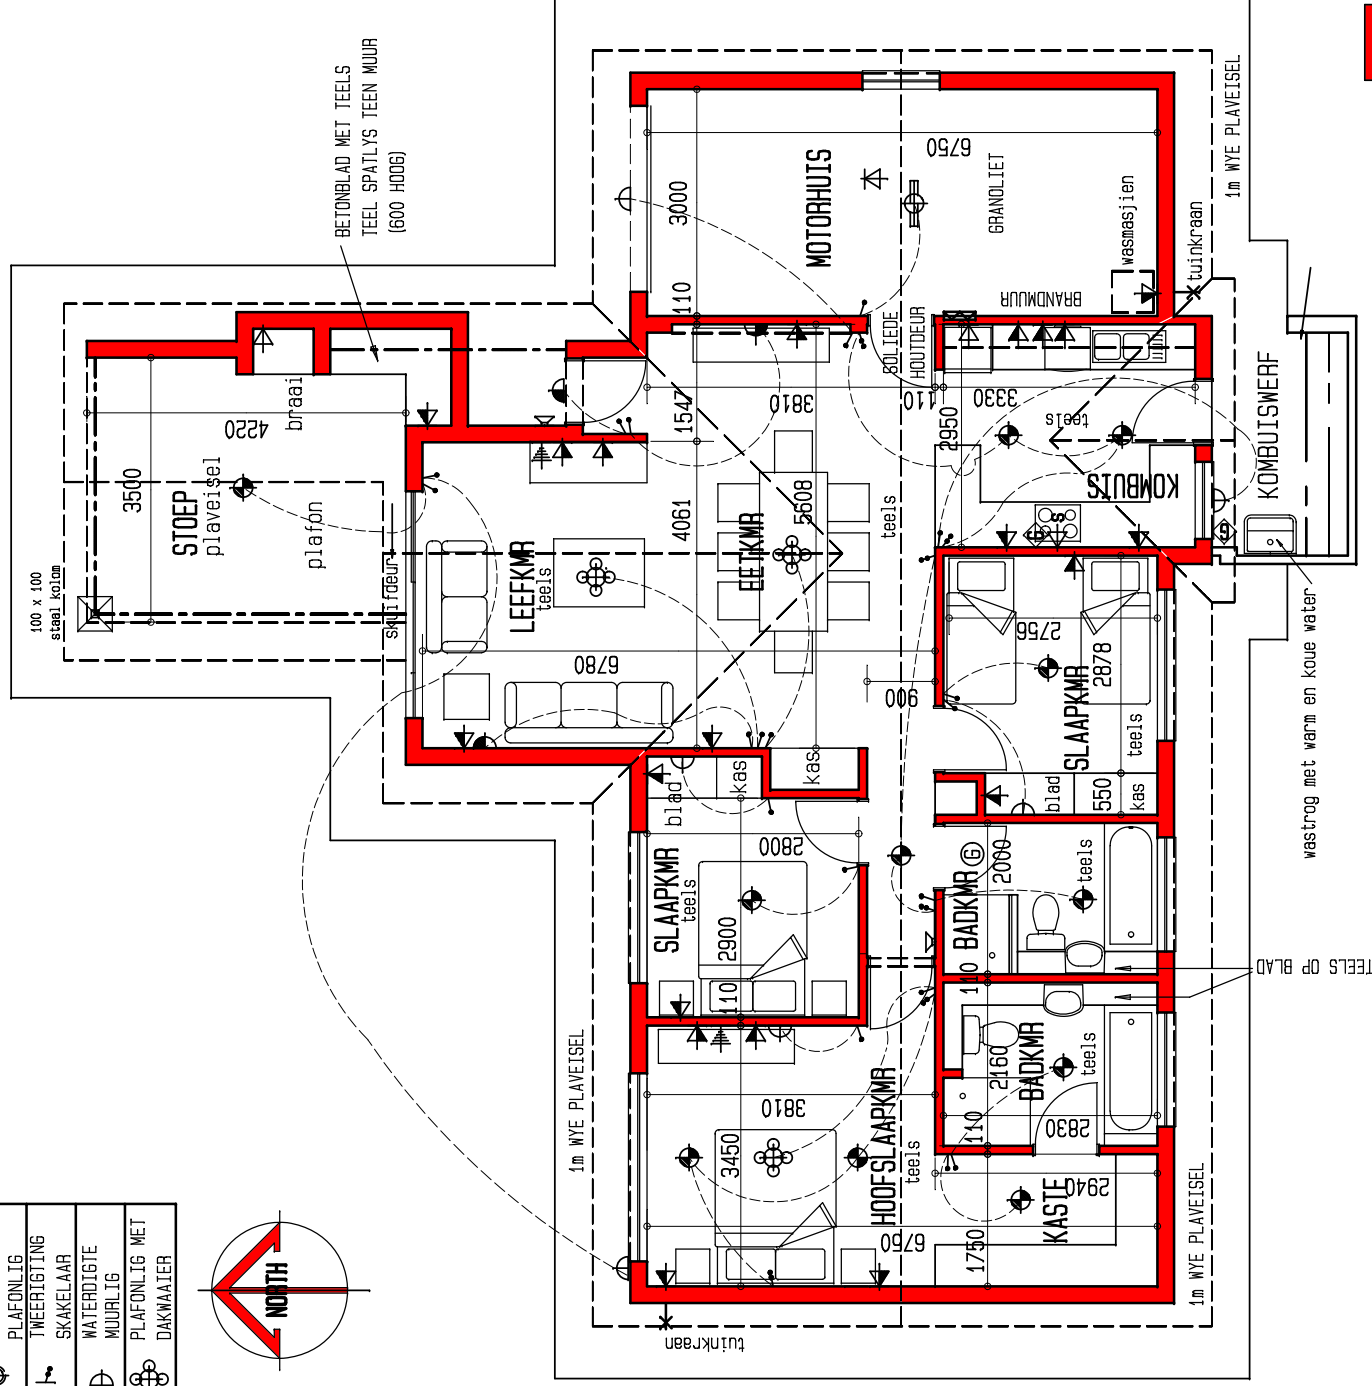 BETONBLAD MET TEELS
TEEL SPATLYS TEEN MUUR
(600 HOOG)
100 x 100
staal kolom
STOEP
plaveisel
plafon
3500
4220
braai
skuifdeur
LEEFKMR
teels
6780
4061
1547
EETKMR
5608
3810
teels
MOTORHUIS
3000
110
6750
GRANOLIET
BRANDMUUR
wasmasjien
tuinkraan
1m WYE PLAVEISEL
SOLIEDE
HOUTDEUR
110
3330
2950
teels
KOMBUIS
G
S
G
KOMBUISWERF
wastrog met warm en koue water
900
SLAAPKMR
teels
2756
2878
blad
550
kas
kas
kas
blad
SLAAPKMR
teels
2800
2900
110
BADKMR
G
2000
teels
110
TEELS OP BLAD
BADKMR
2160
teels
110
2830
HOOFSLAAPKMR
teels
3810
3450
6750
KASTE
2940
1750
1m WYE PLAVEISEL
1m WYE PLAVEISEL
tuinkraan
NORTH
PLAFONLIG
TWEERIGTING
SKAKELAAR
WATERDIGTE
MUURLIG
PLAFONLIG MET
DAKWAAIER